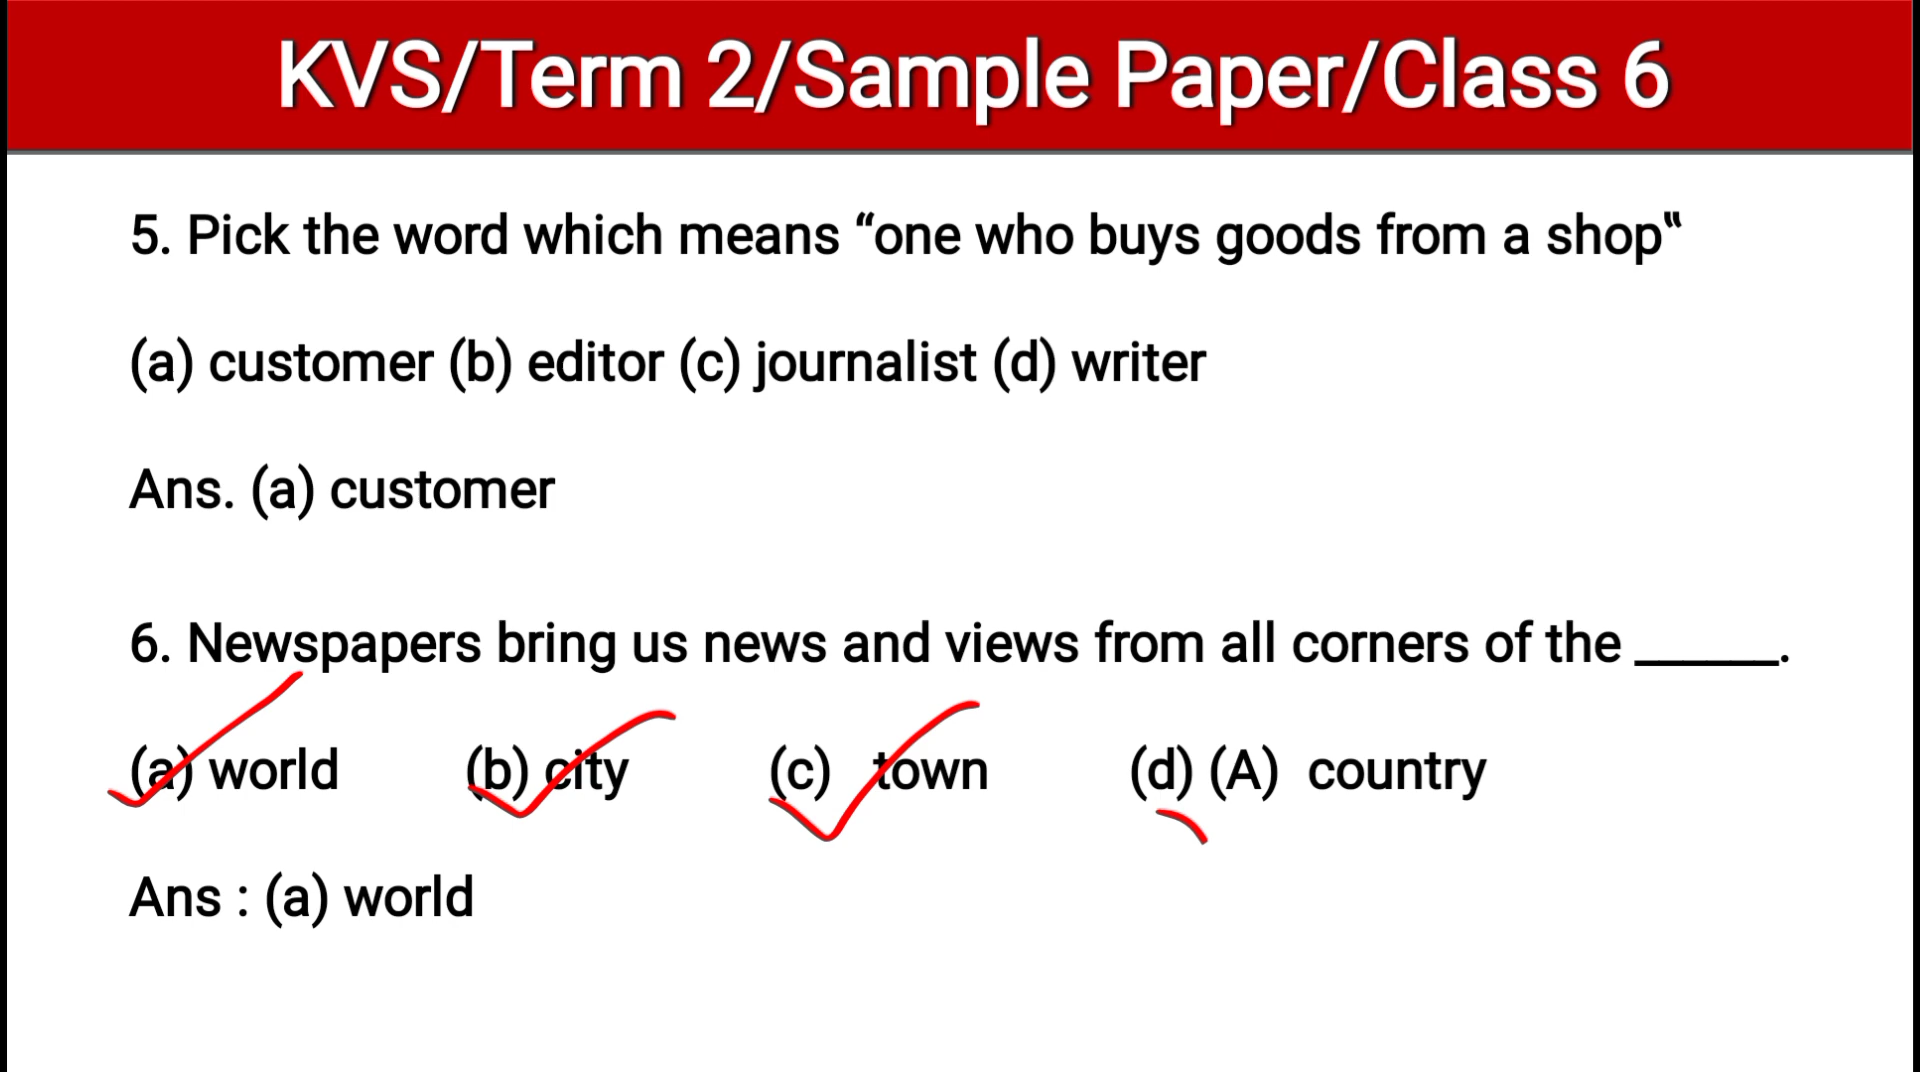 KVS/Term 2/Sample Paper/Class 6
5. Pick the word which means “one who buys goods from a shop‟
(a) customer (b) editor (c) journalist (d) writer
Ans. (a) customer
6. Newspapers bring us news and views from all corners of the ______.
(a) world (b) city (c) town (d) (A) country
Ans : (a) world